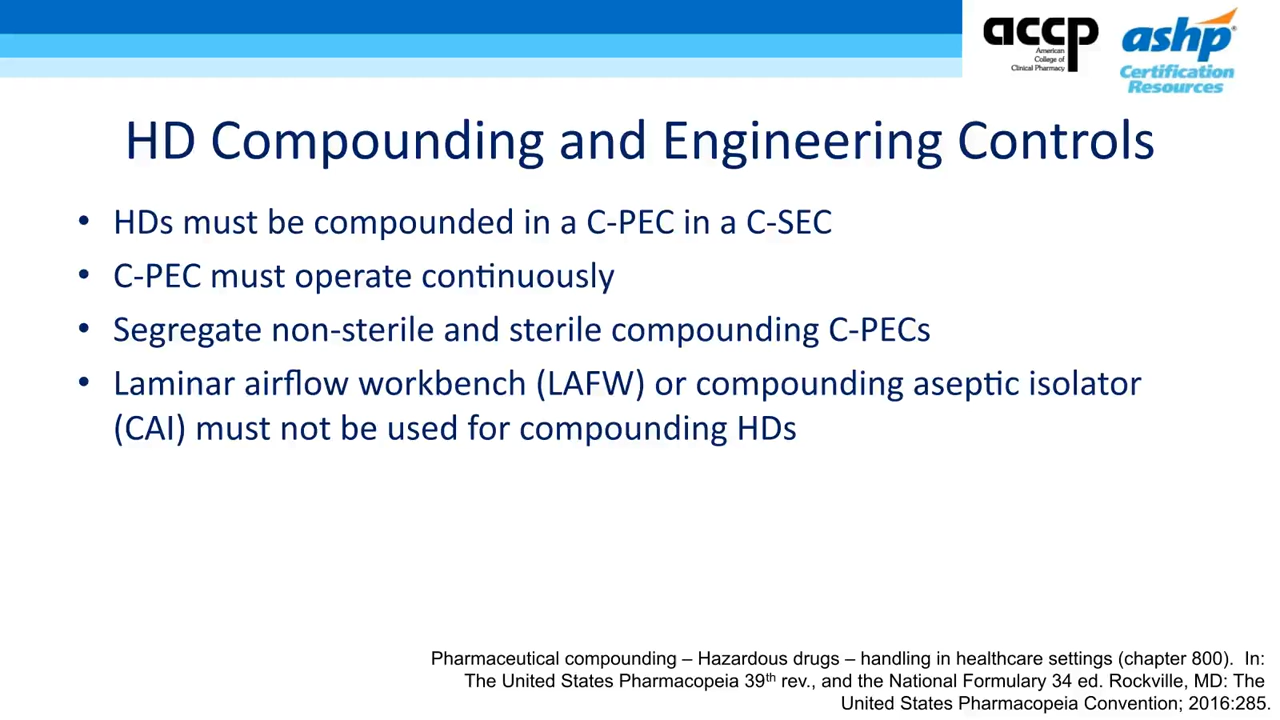 accp
American
College of
Clinical Pharmacy
ashp®
Certification
Resources
HD Compounding and Engineering Controls
• HDs must be compounded in a C-PEC in a C-SEC
• C-PEC must operate continuously
• Segregate non-sterile and sterile compounding C-PECs
• Laminar airflow workbench (LAFW) or compounding aseptic isolator
(CAI) must not be used for compounding HDs
Pharmaceutical compounding – Hazardous drugs – handling in healthcare settings (chapter 800). In:
The United States Pharmacopeia 39th rev., and the National Formulary 34 ed. Rockville, MD: The
United States Pharmacopeia Convention; 2016:285.